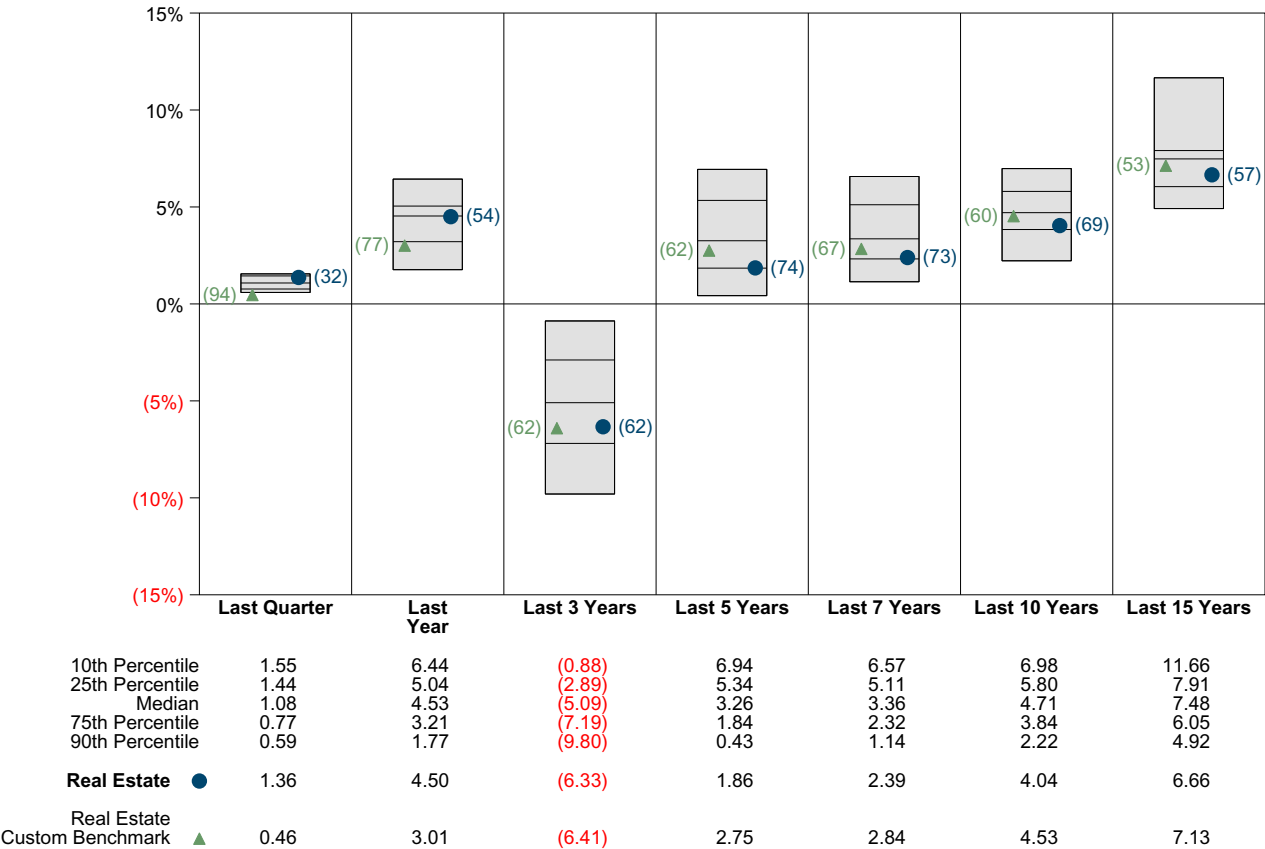 15%
10%
5%
0%
(5%)
(10%)
(15%)
(94)
(32)
(77)
(54)
(62)
(62)
(62)
(74)
(67)
(73)
(60)
(69)
(53)
(57)
Last Quarter Last Year Last 3 Years Last 5 Years Last 7 Years Last 10 Years Last 15 Years
10th Percentile 1.55 6.44 (0.88) 6.94 6.57 6.98 11.66
25th Percentile 1.44 5.04 (2.89) 5.34 5.11 5.80 7.91
Median 1.08 4.53 (5.09) 3.26 3.36 4.71 7.48
75th Percentile 0.77 3.21 (7.19) 1.84 2.32 3.84 6.05
90th Percentile 0.59 1.77 (9.80) 0.43 1.14 2.22 4.92
Real Estate 1.36 4.50 (6.33) 1.86 2.39 4.04 6.66
Real Estate
Custom Benchmark 0.46 3.01 (6.41) 2.75 2.84 4.53 7.13